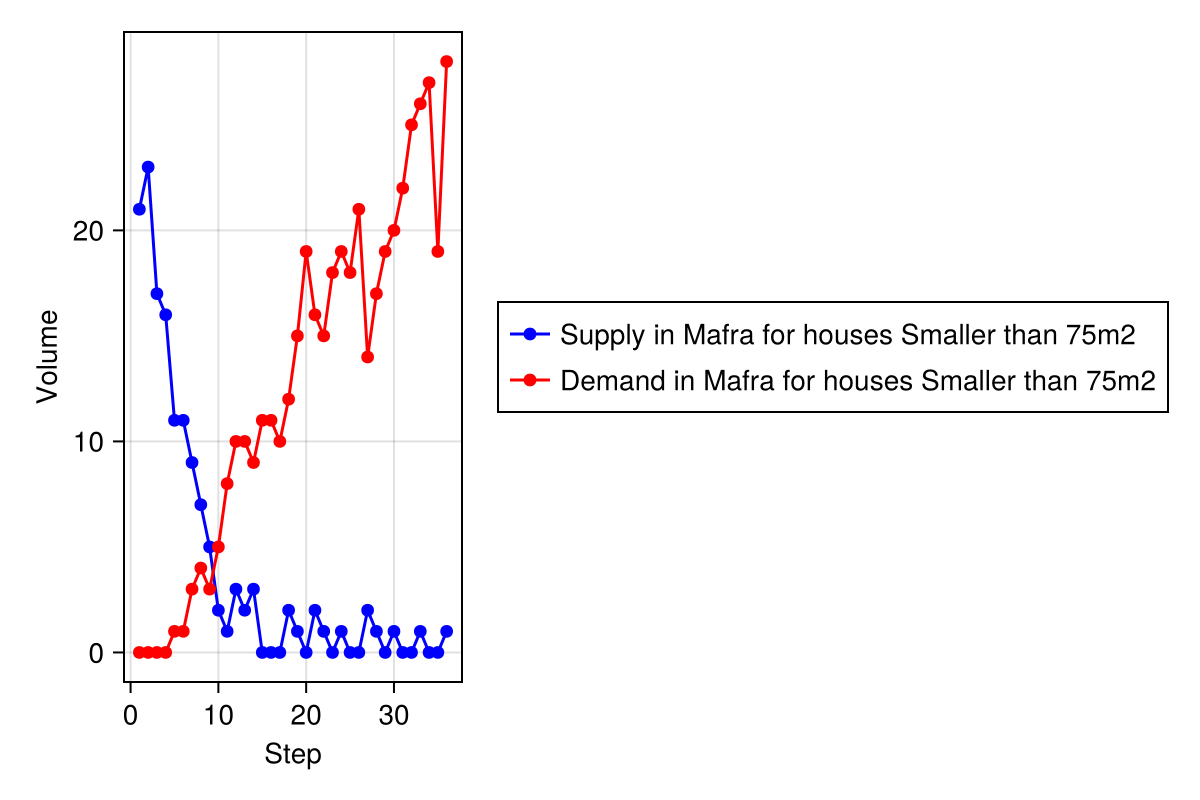 Volume
20
10
0
0 10 20 30
Step
Supply in Mafra for houses Smaller than 75m2
Demand in Mafra for houses Smaller than 75m2